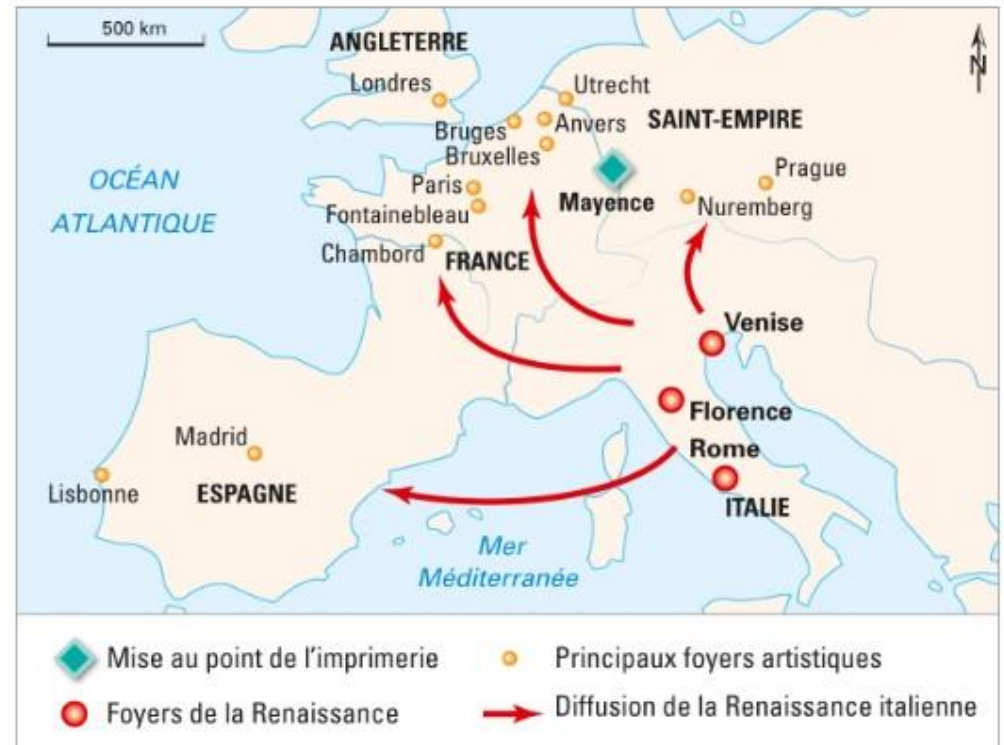 500 km
ANGLETERRE
N
Londres
Utrecht
Bruges
Anvers
SAINT-EMPIRE
Bruxelles
OCÉAN
ATLANTIQUE
Paris
Mayence
Prague
Fontainebleau
Nuremberg
Chambord
FRANCE
Venise
Florence
Madrid
Rome
Lisbonne
ESPAGNE
ITALIE
Mer
Méditerranée
Mise au point de l'imprimerie
Principaux foyers artistiques
Foyers de la Renaissance
Diffusion de la Renaissance italienne